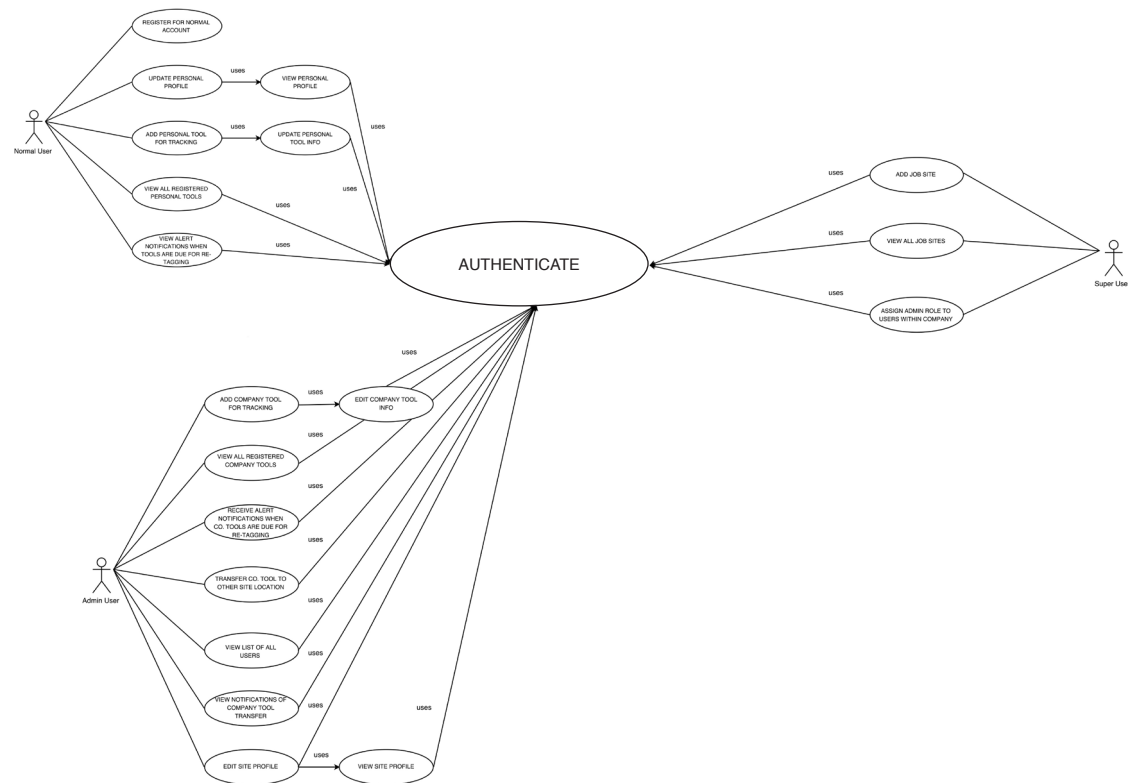 REGISTER FOR NORMAL
ACCOUNT
uses
UPDATE PERSONAL
PROFILE
VIEW PERSONAL
PROFILE
uses
Normal User
uses
ADD PERSONAL TOOL
FOR TRACKING
UPDATE PERSONAL
TOOL INFO
uses
VIEW ALL REGISTERED
PERSONAL TOOLS
uses
VIEW ALERT
NOTIFICATIONS WHEN
TOOLS ARE DUE FOR RE-
TAGGING
uses
AUTHENTICATE
uses
ADD JOB SITE
uses
VIEW ALL JOB SITES
Super Use
uses
ASSIGN ADMIN ROLE TO
USERS WITHIN COMPANY
uses
ADD COMPANY TOOL
FOR TRACKING
uses
EDIT COMPANY TOOL
INFO
uses
VIEW ALL REGISTERED
COMPANY TOOLS
uses
RECEIVE ALERT
NOTIFICATIONS WHEN
CO. TOOLS ARE DUE FOR
RE-TAGGING
uses
Admin User
TRANSFER CO. TOOL TO
OTHER SITE LOCATION
uses
VIEW LIST OF ALL
USERS
uses
VIEW NOTIFICATIONS OF
COMPANY TOOL
TRANSFER
uses
uses
EDIT SITE PROFILE
uses
VIEW SITE PROFILE